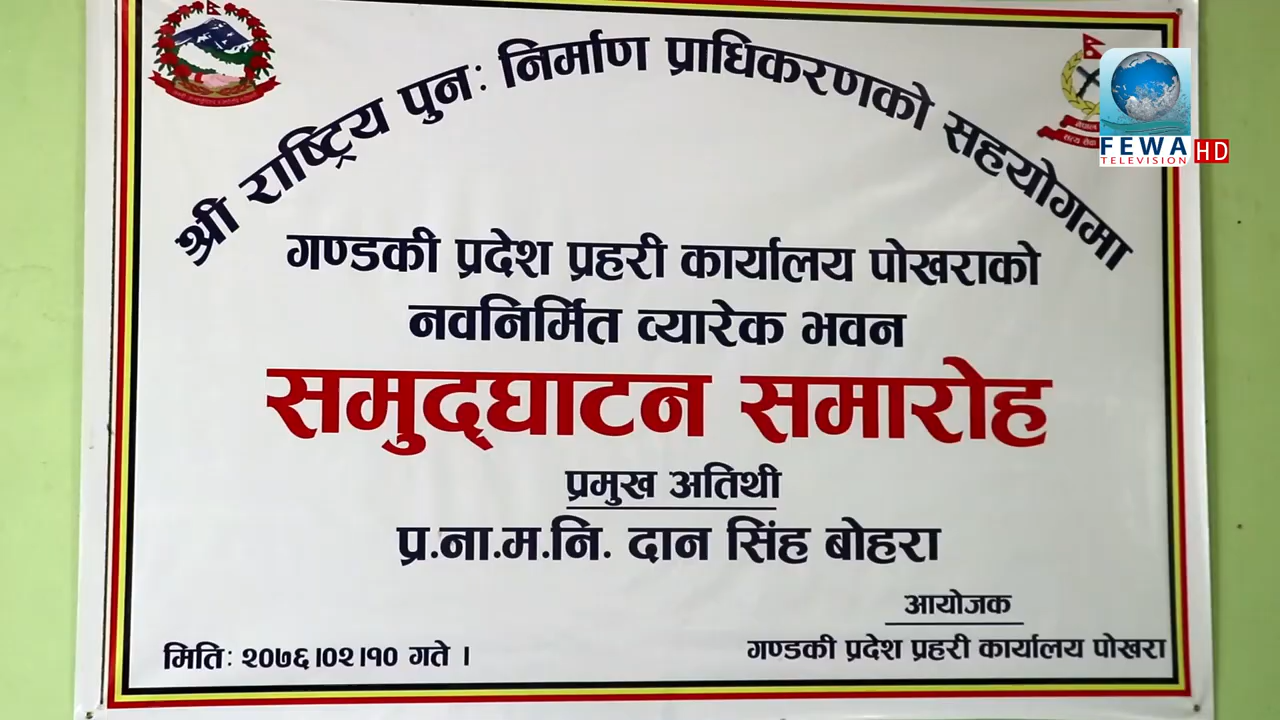 श्री राष्ट्रिय पुनः निर्माण प्राधिकरणको सहयोगमा
गण्डकी प्रदेश प्रहरी कार्यालय पोखराको
नवनिर्मित व्यारेक भवन
समुद्घाटन समारोह
प्रमुख अतिथी
प्र.ना.म.नि. दान सिंह बोहरा
आयोजक
गण्डकी प्रदेश प्रहरी कार्यालय पोखरा
मितिः २०७६।०२।१० गते ।
FEWA
TELEVISION HD